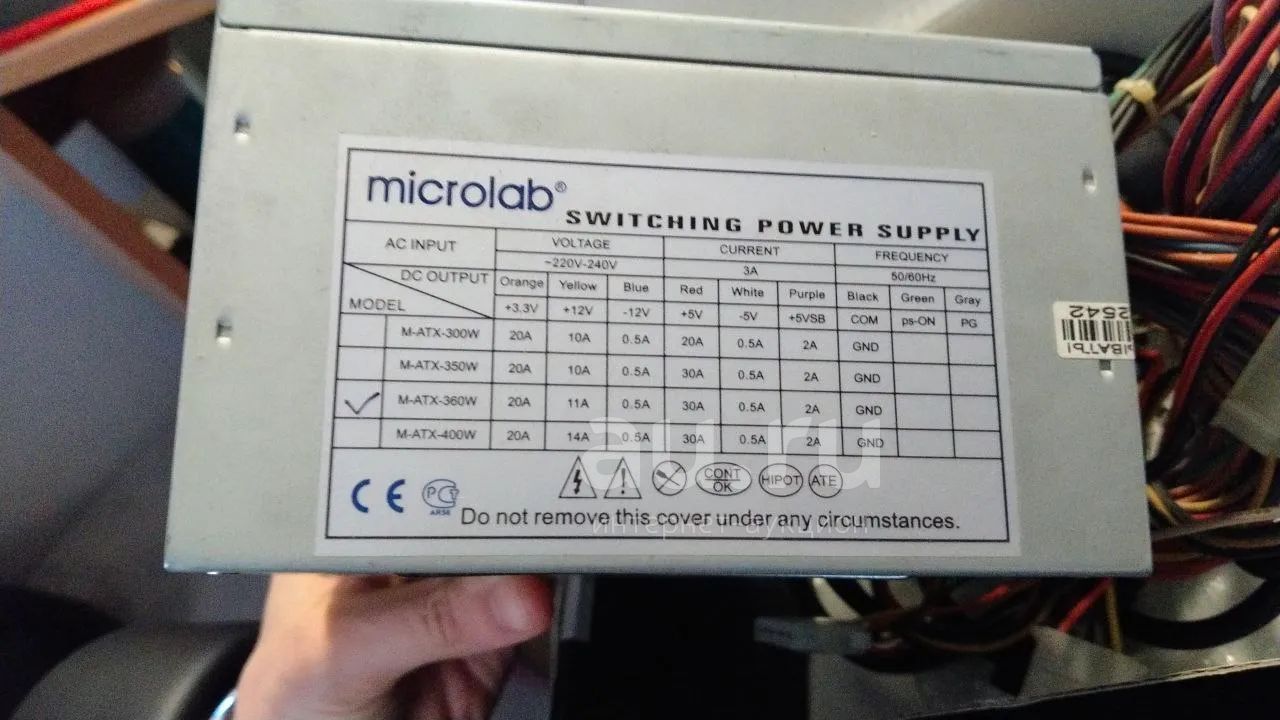 microlab®
SWITCHING POWER SUPPLY
AC INPUT VOLTAGE CURRENT FREQUENCY
~220V-240V 3A 50/60Hz
DC OUTPUT Orange Yellow Blue Red White Purple Black Green Gray
MODEL +3.3V +12V -12V +5V -5V +5VSB COM ps-ON PG
M-ATX-300W 20A 10A 0.5A 20A 0.5A 2A GND
M-ATX-350W 20A 10A 0.5A 30A 0.5A 2A GND
M-ATX-360W 20A 11A 0.5A 30A 0.5A 2A GND
M-ATX-400W 20A 14A 0.5A 30A 0.5A 2A GND
CONT OK HIPOT ATE
CE РС
Do not remove this cover under any circumstances.
au.ru
интернет аукцион
2542